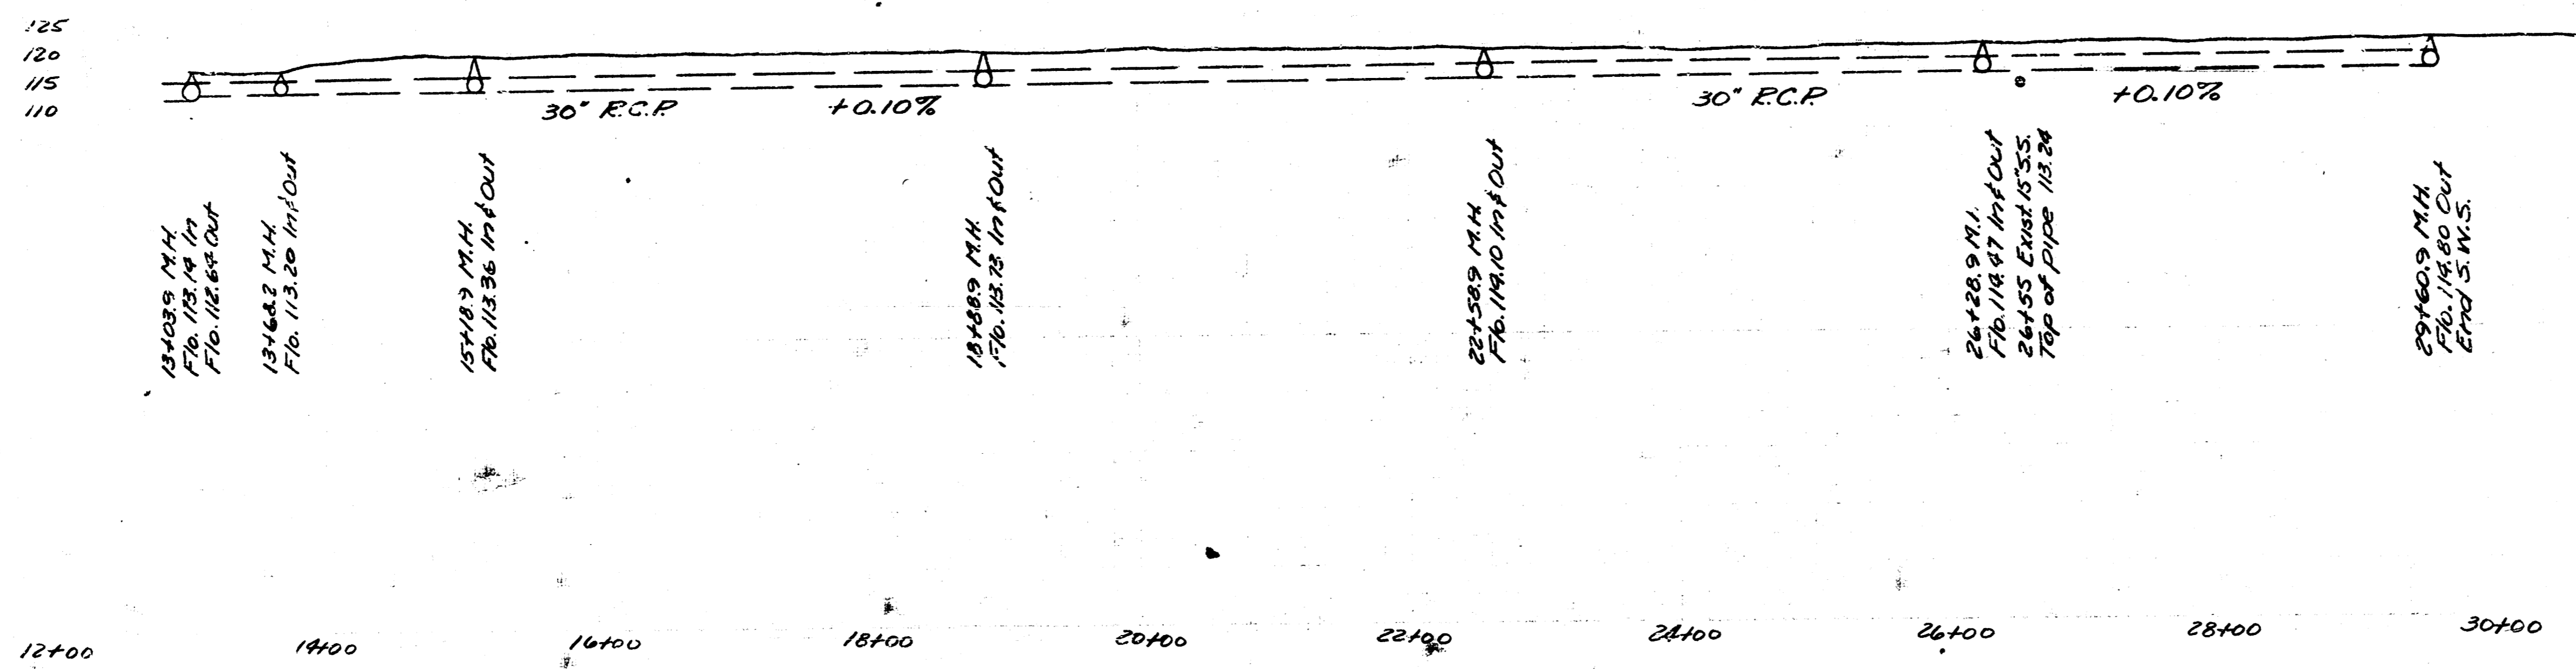 125
120
115
110
30" R.C.P.
+0.10%
30" R.C.P.
+0.10%
13+03.9 M.H.
Flo. 113.14 In
Flo. 112.64 Out
13+68.2 M.H.
Flo. 113.20 In & Out
15+18.9 M.H.
Flo. 113.36 In & Out
18+88.9 M.H.
Flo. 113.73 In & Out
22+58.9 M.H.
Flo. 114.10 In & Out
26+28.9 M.H.
Flo. 114.47 In & Out
26+55 Exist. 15" S.S.
Top of pipe 113.24
29+60.9 M.H.
Flo. 114.80 Out
End S.W.S.
12+00
14+00
16+00
18+00
20+00
22+00
24+00
26+00
28+00
30+00